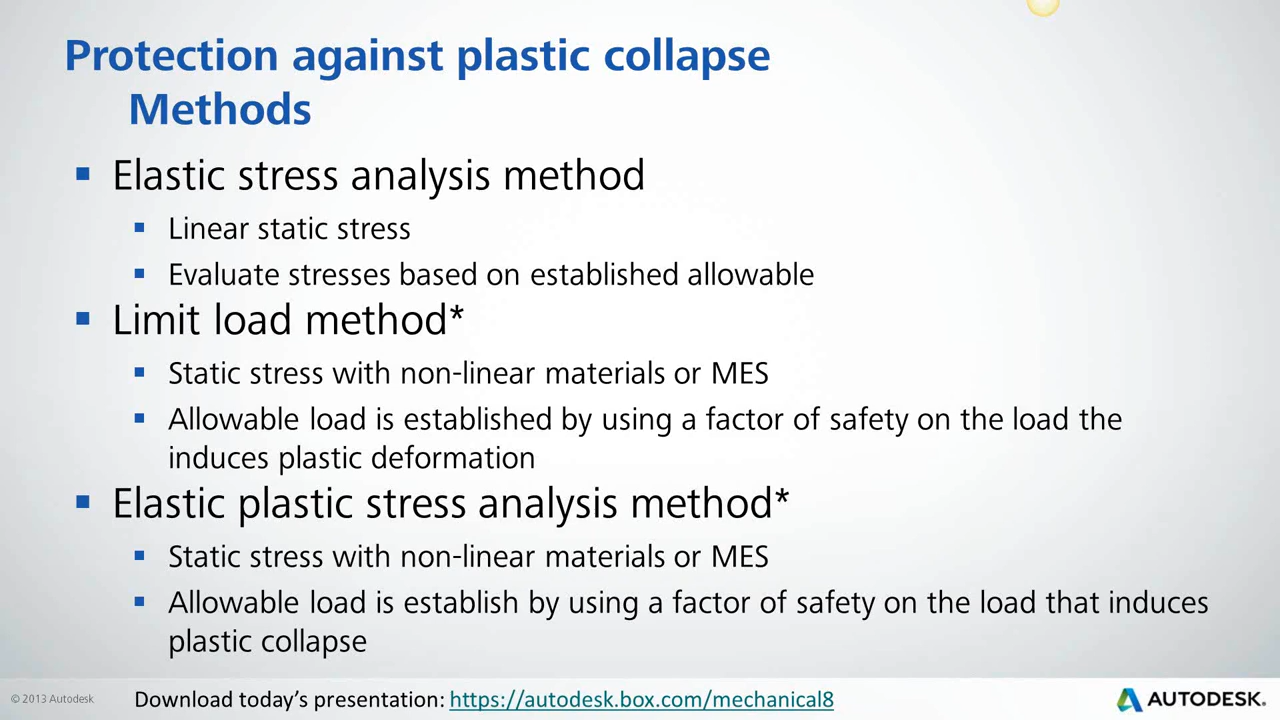 Protection against plastic collapse
Methods
Elastic stress analysis method
Linear static stress
Evaluate stresses based on established allowable
Limit load method*
Static stress with non-linear materials or MES
Allowable load is established by using a factor of safety on the load the
induces plastic deformation
Elastic plastic stress analysis method*
Static stress with non-linear materials or MES
Allowable load is establish by using a factor of safety on the load that induces
plastic collapse
© 2013 Autodesk
Download today's presentation: https://autodesk.box.com/mechanical8
AUTODESK.